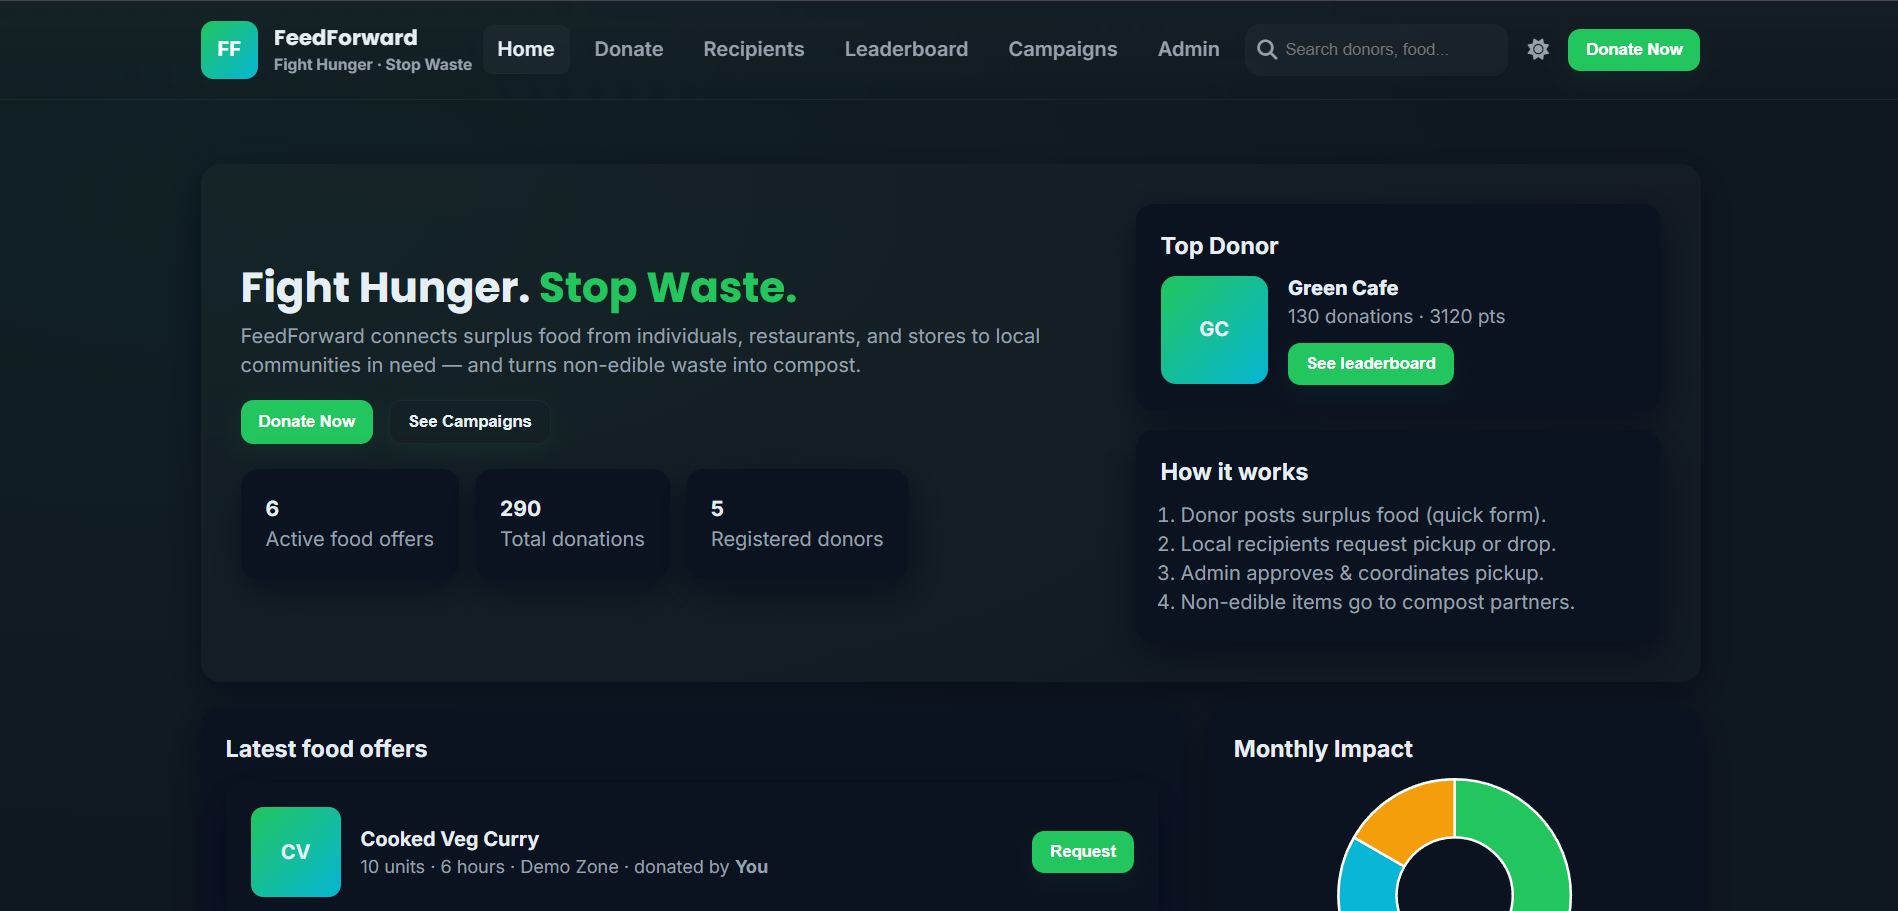 FF
FeedForward
Fight Hunger · Stop Waste
Home
Donate
Recipients
Leaderboard
Campaigns
Admin
Search donors, food...
Donate Now
Fight Hunger. Stop Waste.
FeedForward connects surplus food from individuals, restaurants, and stores to local
communities in need — and turns non-edible waste into compost.
Donate Now
See Campaigns
6
Active food offers
290
Total donations
5
Registered donors
Top Donor
GC
Green Cafe
130 donations · 3120 pts
See leaderboard
How it works
1. Donor posts surplus food (quick form).
2. Local recipients request pickup or drop.
3. Admin approves & coordinates pickup.
4. Non-edible items go to compost partners.
Latest food offers
CV
Cooked Veg Curry
10 units · 6 hours · Demo Zone · donated by You
Request
Monthly Impact